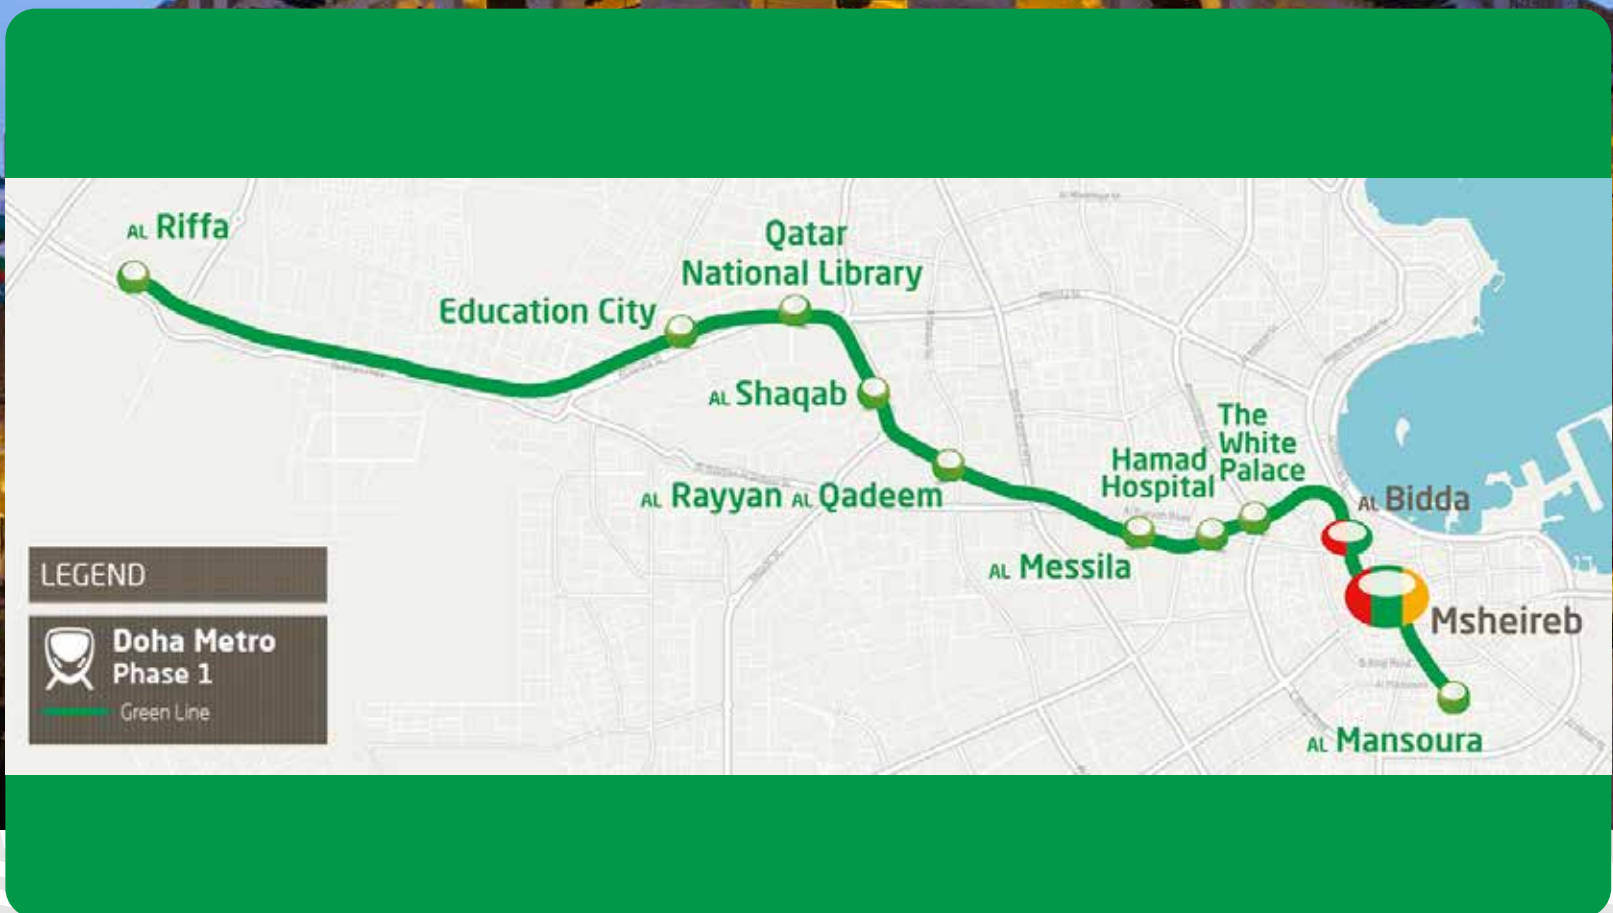 AL Riffa
Qatar
National Library
Education City
AL Shaqab
AL Rayyan AL Qadeem
AL Messila
Hamad
Hospital
The
White
Palace
AL Bidda
Msheireb
AL Mansoura
LEGEND
Doha Metro
Phase 1
Green Line